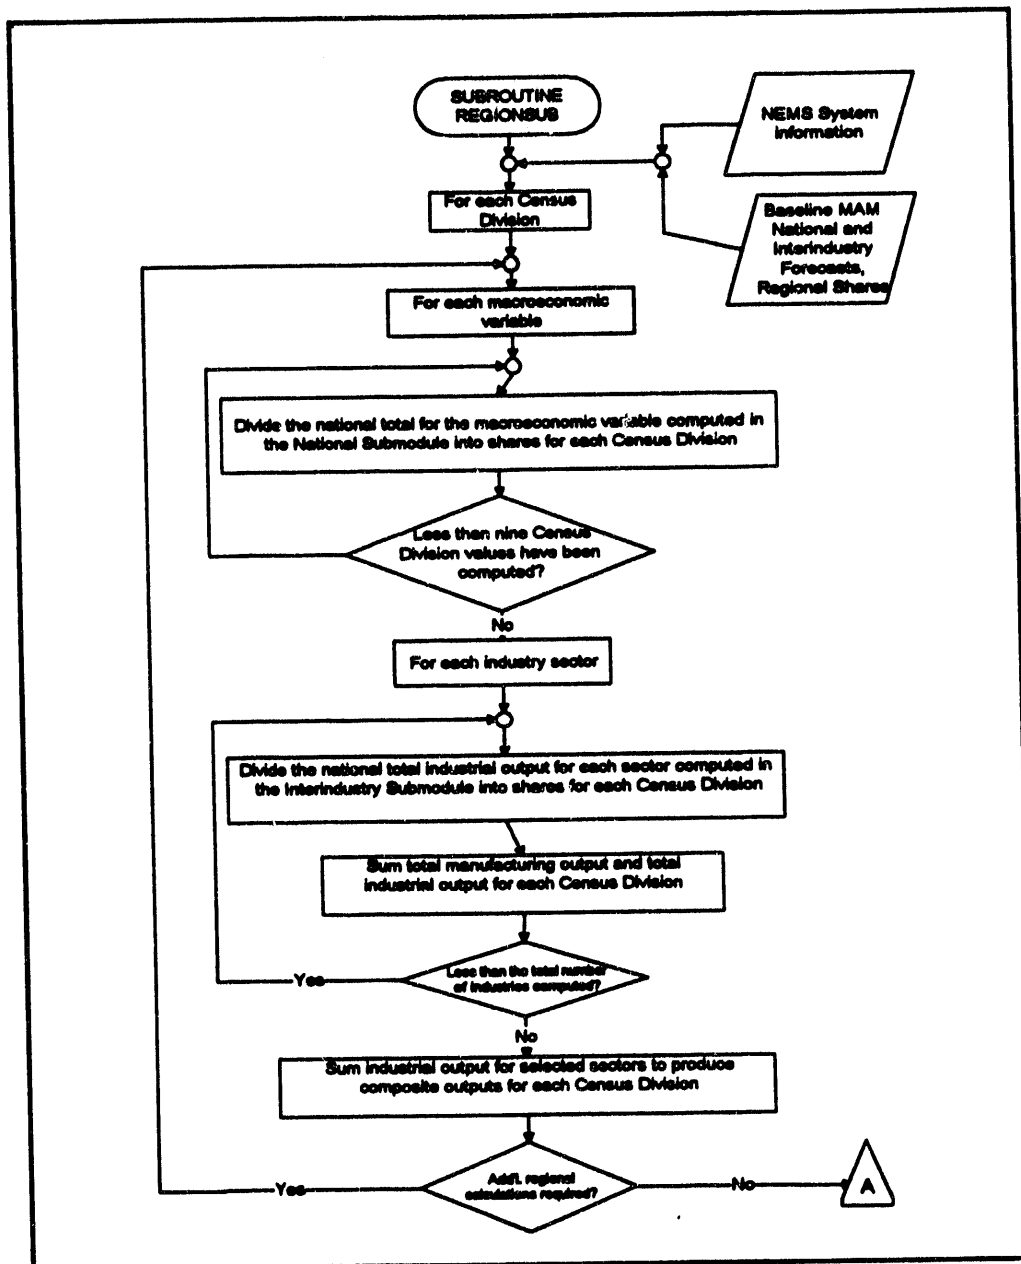 SUBROUTINE
REGIONSUB
NEMS System
Information
For each Census
Division
Baseline MAM
National and
Interindustry
Forecasts,
Regional Shares
For each macroeconomic
variable
Divide the national total for the macroeconomic variable computed in
the National Submodule into shares for each Census Division
Less than nine Census
Division values have been
computed?
No
For each industry sector
Divide the national total industrial output for each sector computed in
the Interindustry Submodule into shares for each Census Division
Sum total manufacturing output and total
industrial output for each Census Division
Less than the total number
of industries computed?
Yes
No
Sum industrial output for selected sectors to produce
composite outputs for each Census Division
Add'l. regional
calculations required?
Yes
No
A